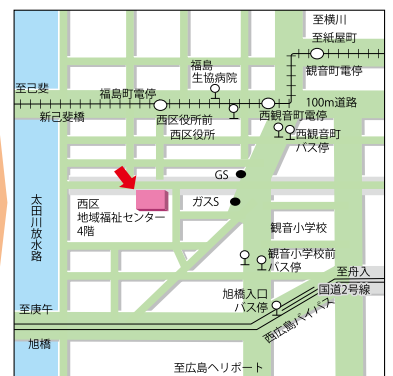 至横川
至紙屋町
観音町電停
福島
生協病院
至己斐
福島町電停
100m道路
新己斐橋
西区役所前
西区役所
西観音町電停
西観音町
バス停
GS
ガスS
西区
地域福祉センター
4階
太田川放水路
観音小学校
観音小学校前
バス停
至舟入
国道2号線
旭橋入口
バス停
西広島バイパス
至庚午
旭橋
至広島ヘリポート